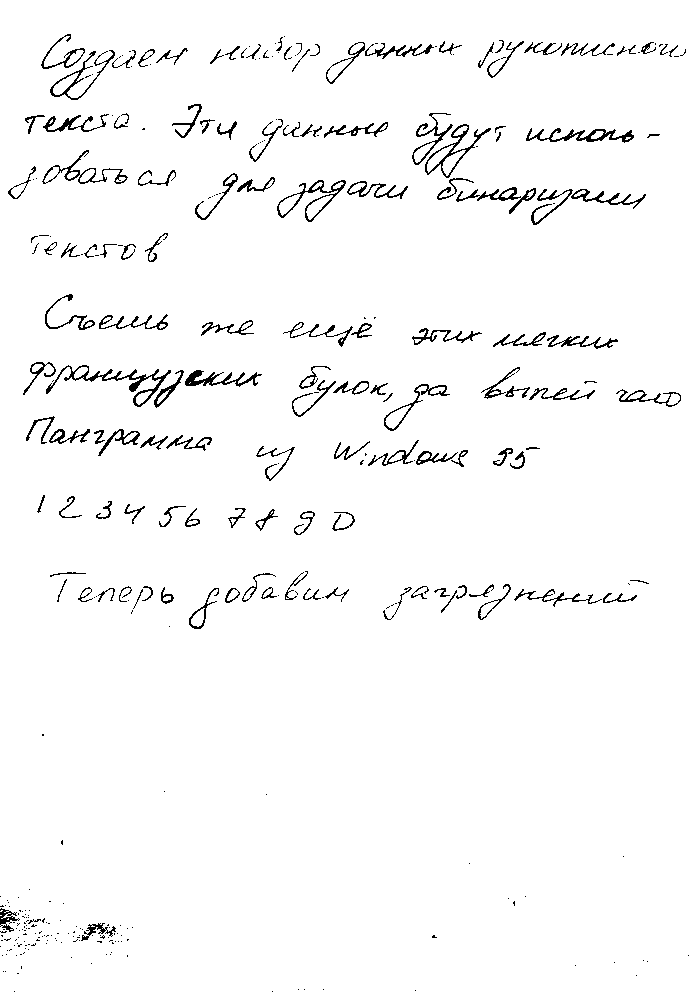 Создаем набор данных рукописного
текста. Эти данные будут исполь-
зоваться для задачи бинаризации
текстов
Съешь же ещё этих мягких
французских булок, да выпей чаю
Панграмма из Windows 95
1 2 3 4 5 6 7 8 9 0
Теперь добавим загрязнений